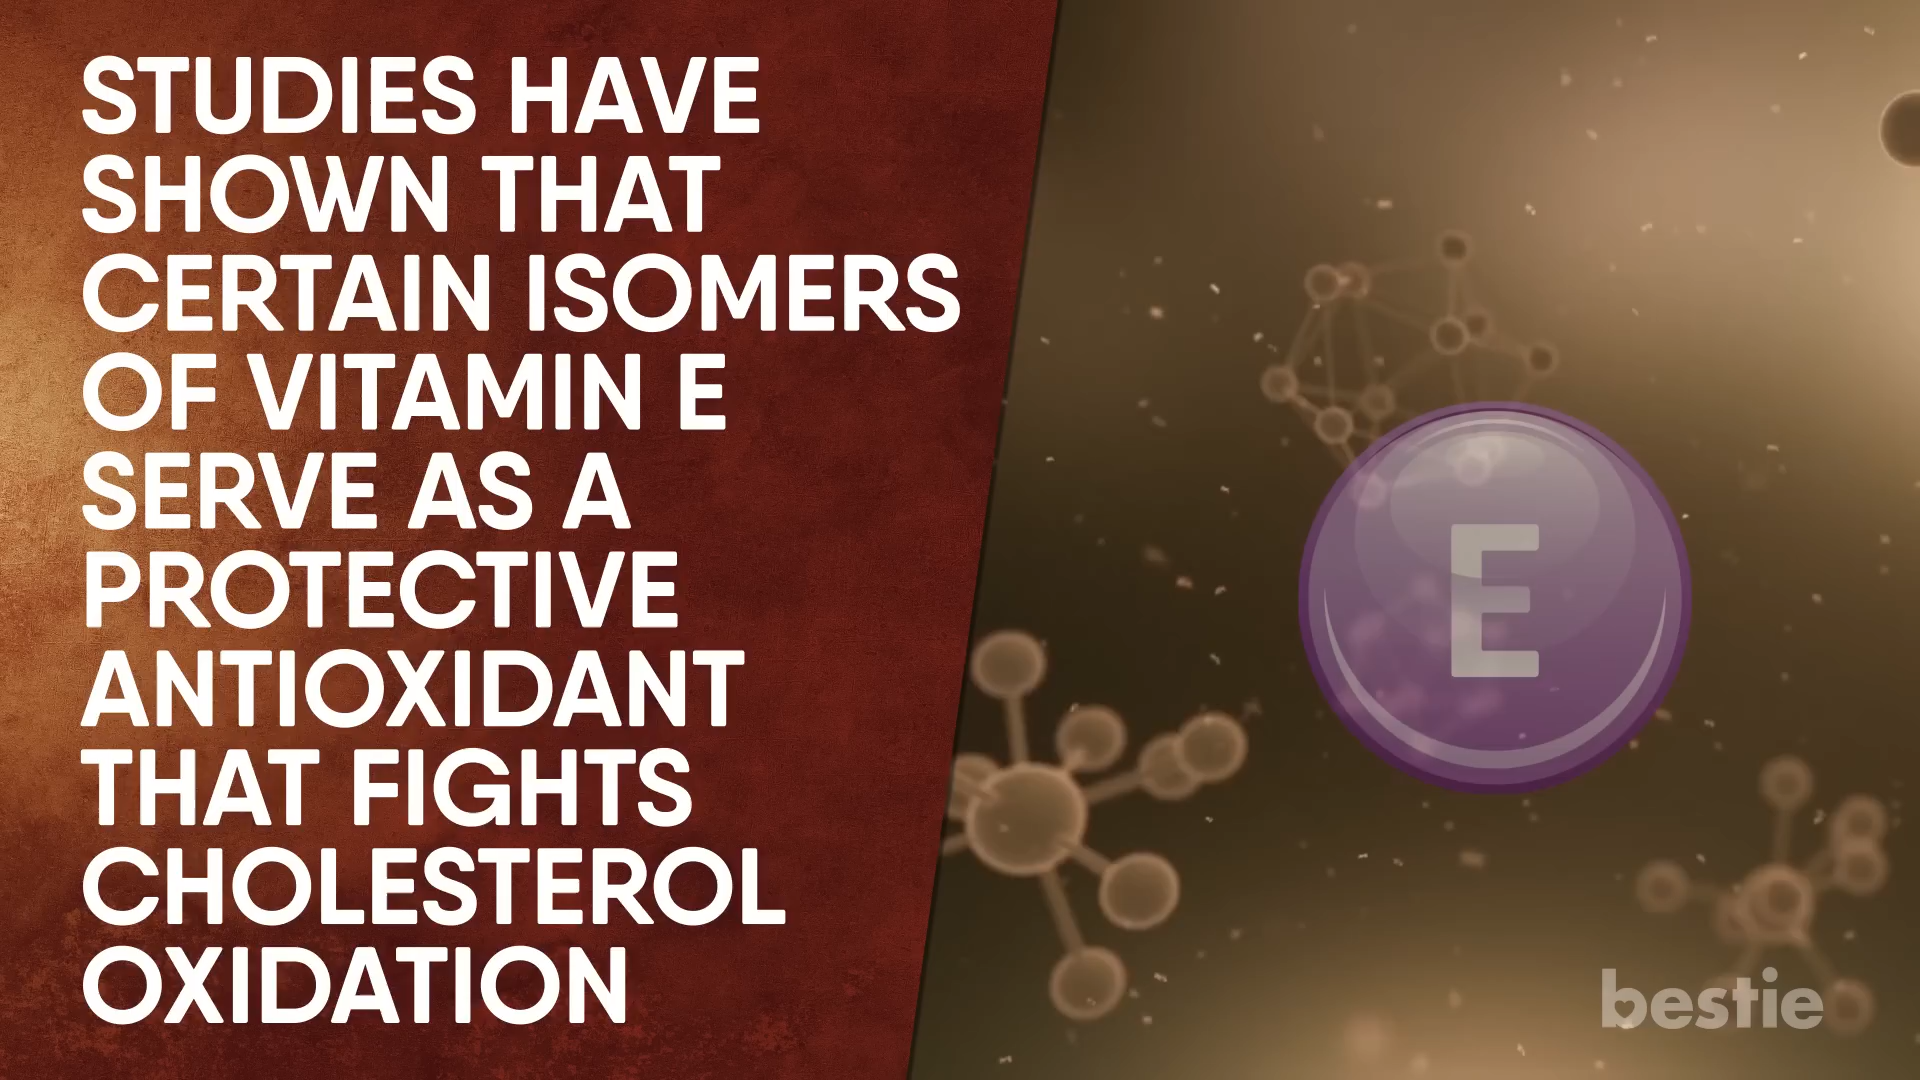 STUDIES HAVE
SHOWN THAT
CERTAIN ISOMERS
OF VITAMIN E
SERVE AS A
PROTECTIVE
ANTIOXIDANT
THAT FIGHTS
CHOLESTEROL
OXIDATION
E
bestie